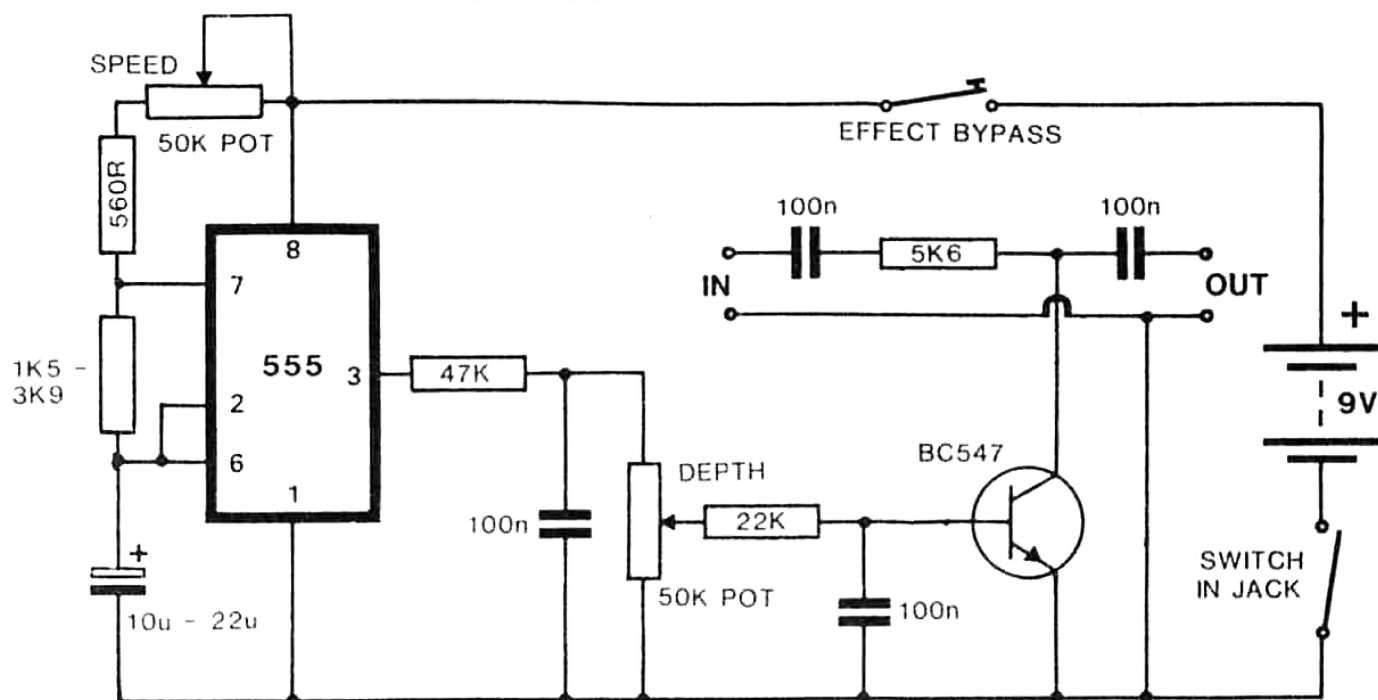 SPEED
50K POT
560R
EFFECT BYPASS
100n
100n
8
7
5K6
IN
OUT
+
1K5 -
3K9
555
3
47K
2
9V
6
BC547
DEPTH
1
100n
22K
+
SWITCH
IN JACK
50K POT
100n
10u - 22u